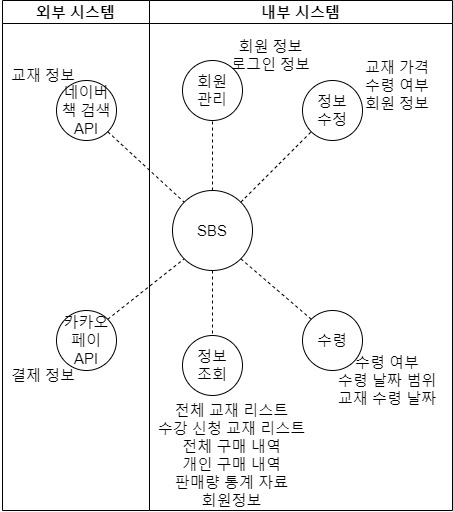 외부 시스템
내부 시스템
교재 정보
네이버
책 검색
API
회원 정보
로그인 정보
회원
관리
교재 가격
수령 여부
회원 정보
정보
수정
SBS
카카오
페이
API
결제 정보
정보
조회
전체 교재 리스트
수강 신청 교재 리스트
전체 구매 내역
개인 구매 내역
판매량 통계 자료
회원정보
수령
수령 여부
수령 날짜 범위
교재 수령 날짜